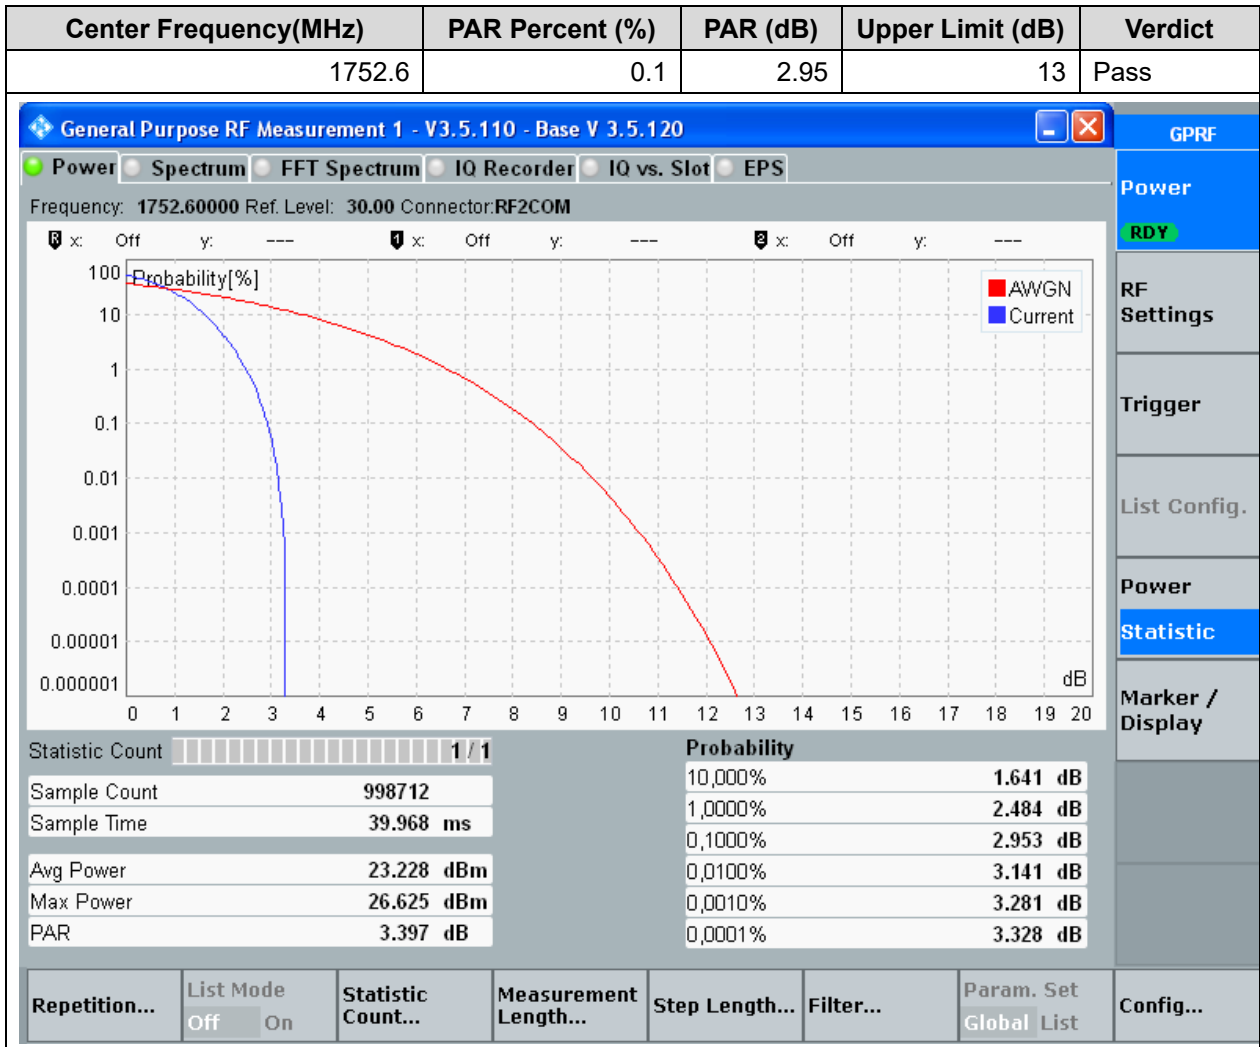 Center Frequency(MHz) PAR Percent (%) PAR (dB) Upper Limit (dB) Verdict
1752.6 0.1 2.95 13 Pass
General Purpose RF Measurement 1 - V3.5.110 - Base V 3.5.120
GPRF
Power Spectrum FFT Spectrum IQ Recorder IQ vs. Slot EPS
Power
RDY
Frequency: 1752.60000 Ref. Level: 30.00 Connector:RF2COM
R x: Off y: --- 1 x: Off y: --- 2 x: Off y: ---
Probability[%]
AWGN
Current
100
10
1
0.1
0.01
0.001
0.0001
0.00001
0.000001
dB
0 1 2 3 4 5 6 7 8 9 10 11 12 13 14 15 16 17 18 19 20
RF
Settings
Trigger
List Config.
Power
Statistic
Marker /
Display
Statistic Count 1 / 1
Sample Count 998712
Sample Time 39.968 ms
Avg Power 23.228 dBm
Max Power 26.625 dBm
PAR 3.397 dB
Probability
10,000% 1.641 dB
1,0000% 2.484 dB
0,1000% 2.953 dB
0,0100% 3.141 dB
0,0010% 3.281 dB
0,0001% 3.328 dB
Repetition...
List Mode
Off On
Statistic
Count...
Measurement
Length...
Step Length...
Filter...
Param. Set
Global List
Config...